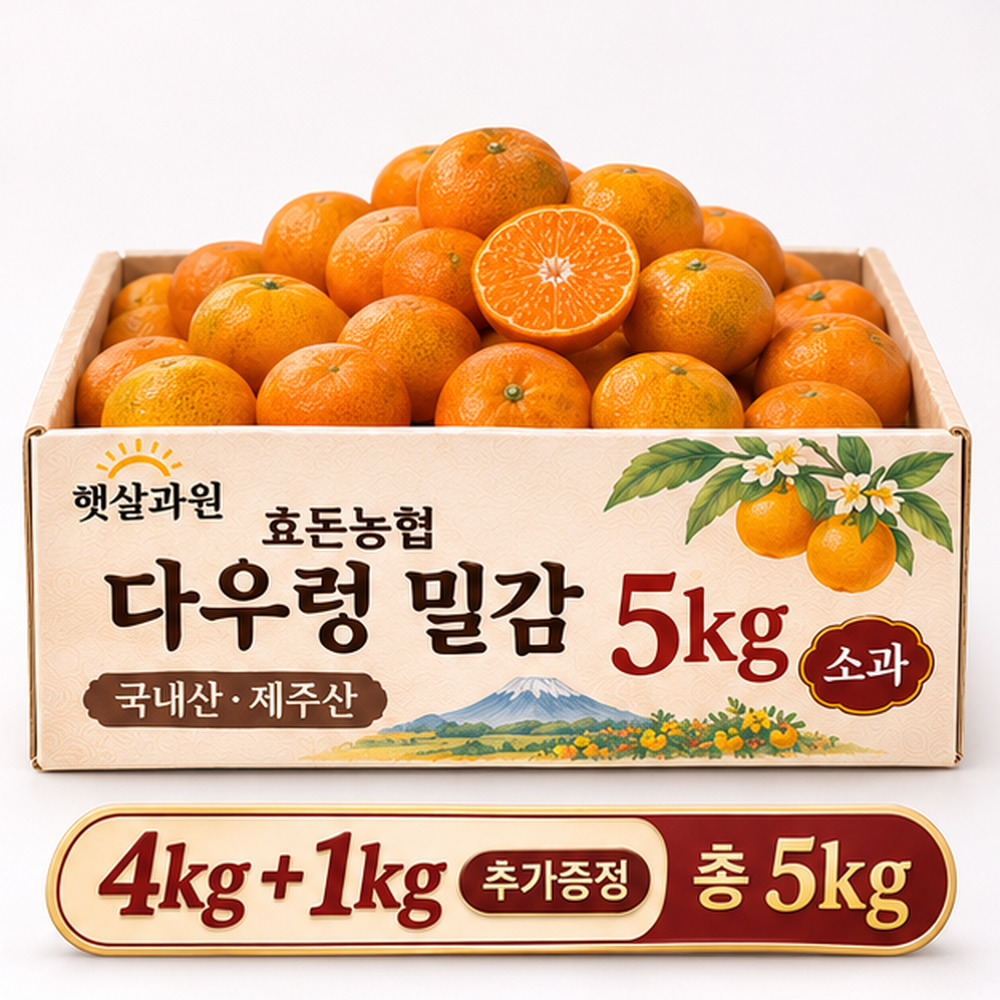 햇살과원
효돈농협
다우렁 밀감 5kg
소과
국내산·제주산
4kg+1kg 추가증정 총 5kg